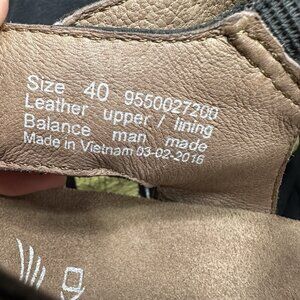 Size 40 9550027200
Leather upper / lining
Balance man made
Made in Vietnam 03-02-2016